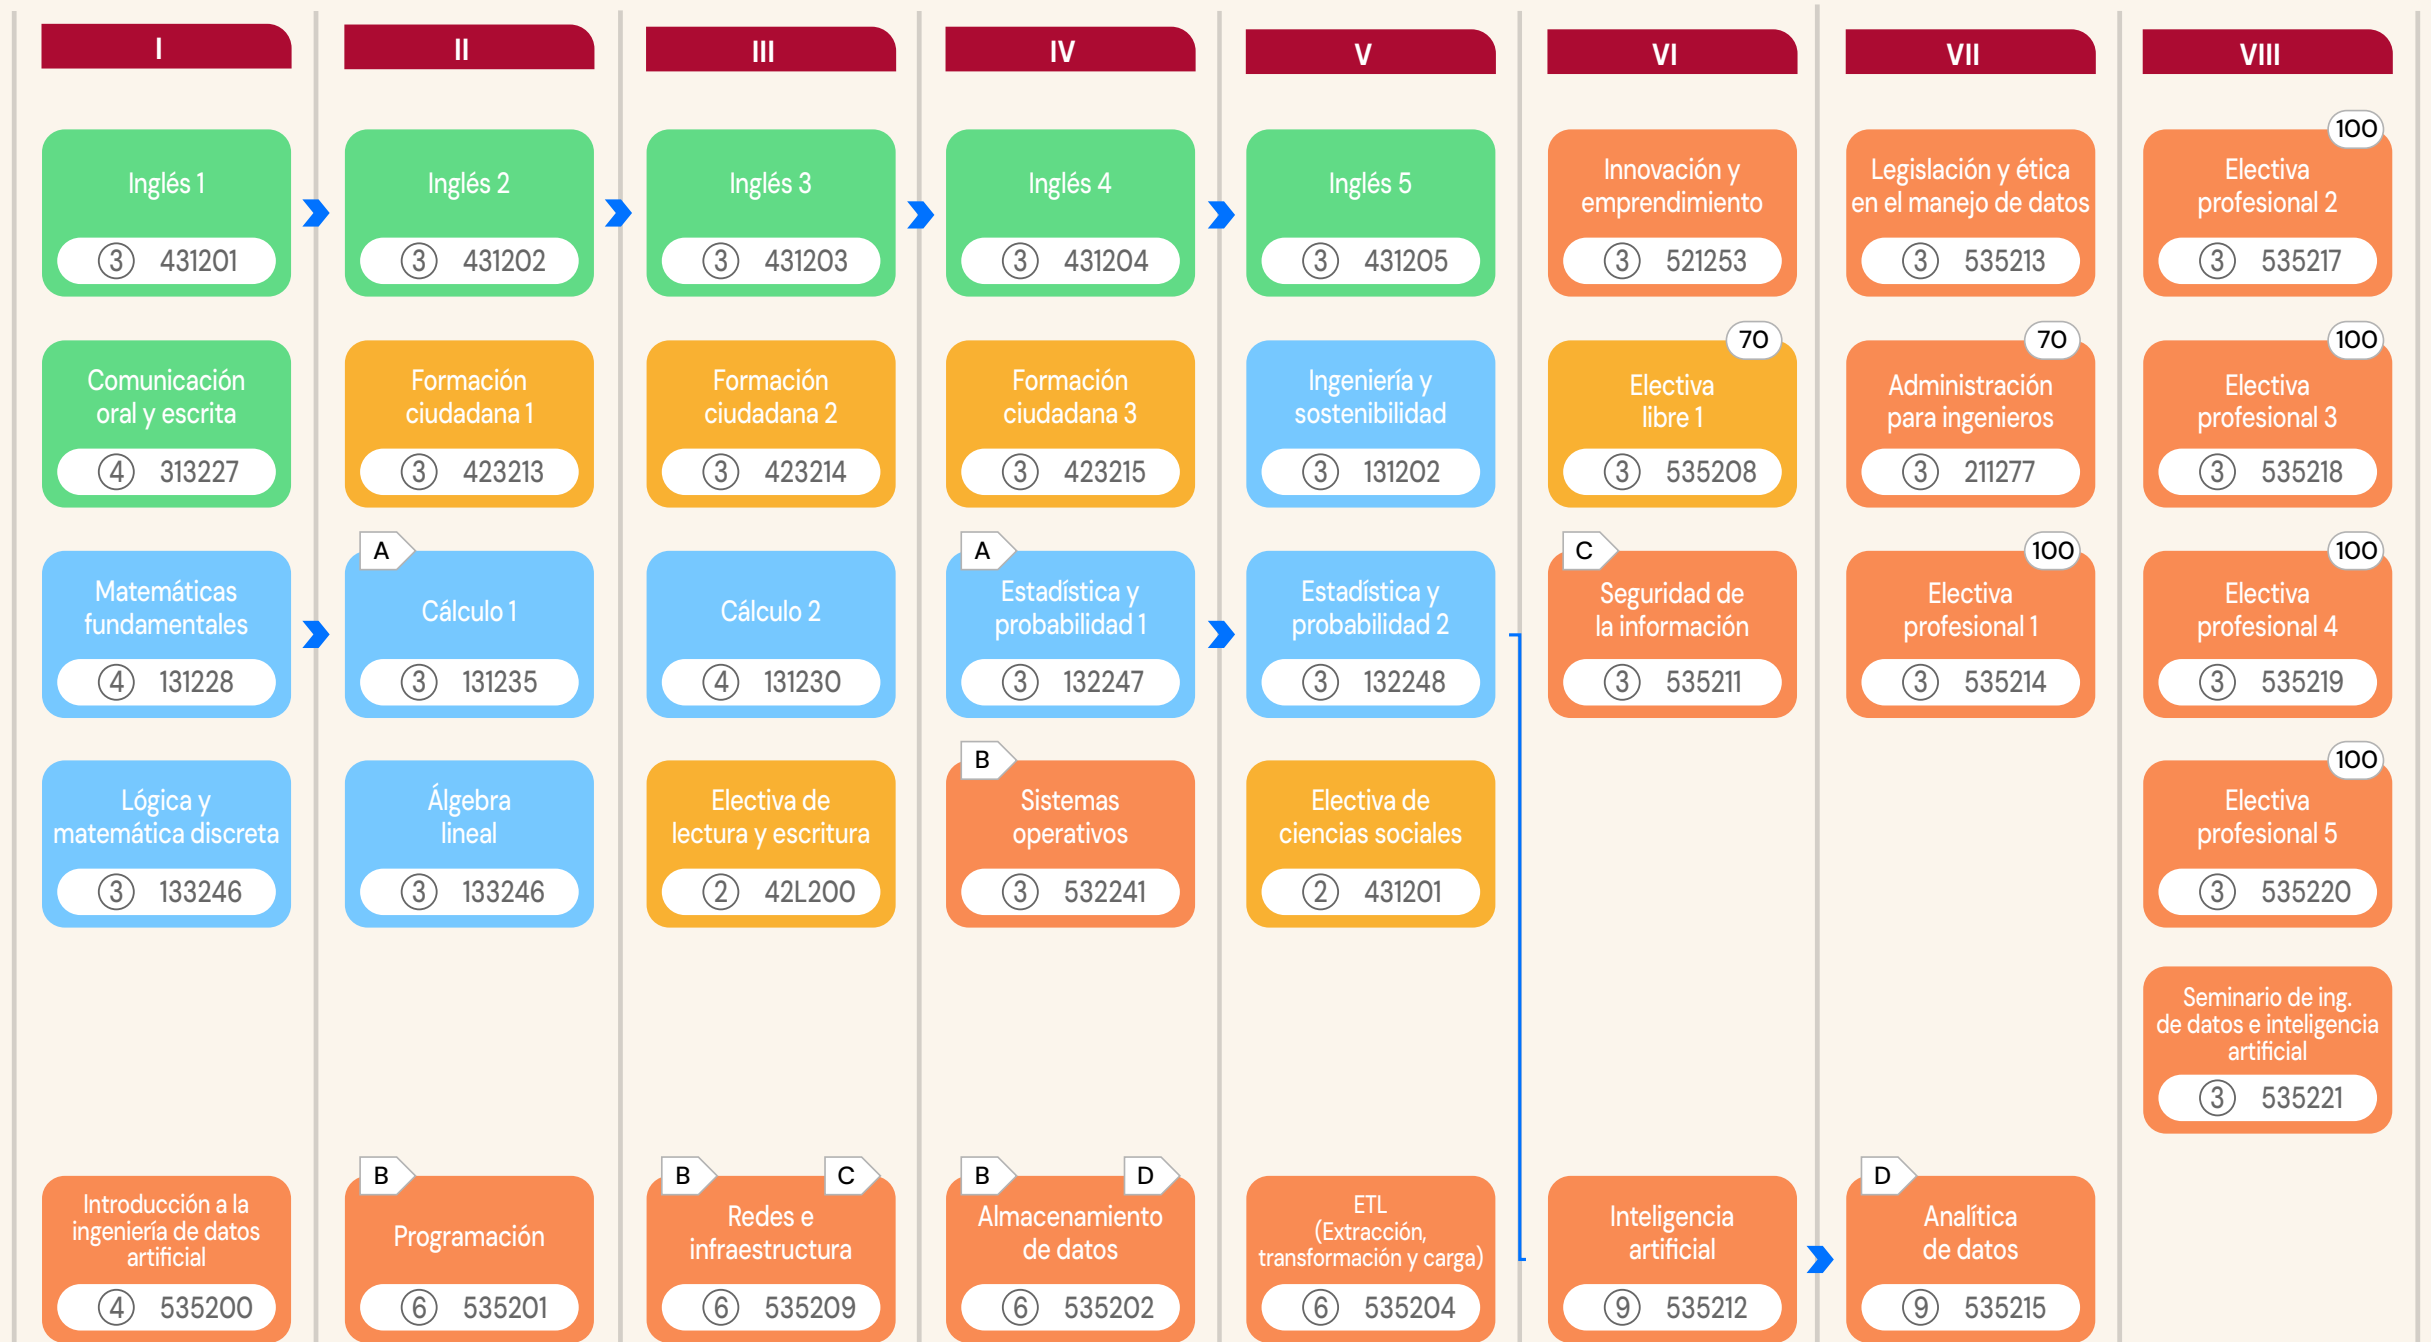 I
II
III
IV
V
VI
VII
VIII
Inglés 1
3 431201
Inglés 2
3 431202
Inglés 3
3 431203
Inglés 4
3 431204
Inglés 5
3 431205
Innovación y
emprendimiento
3 521253
Legislación y ética
en el manejo de datos
3 535213
100
Electiva
profesional 2
3 535217
Comunicación
oral y escrita
4 313227
Formación
ciudadana 1
3 423213
Formación
ciudadana 2
3 423214
Formación
ciudadana 3
3 423215
Ingeniería y
sostenibilidad
3 131202
70
Electiva
libre 1
3 535208
70
Administración
para ingenieros
3 211277
100
Electiva
profesional 3
3 535218
Matemáticas
fundamentales
4 131228
A
Cálculo 1
3 131235
Cálculo 2
4 131230
A
Estadística y
probabilidad 1
3 132247
Estadística y
probabilidad 2
3 132248
C
Seguridad de
la información
3 535211
100
Electiva
profesional 1
3 535214
100
Electiva
profesional 4
3 535219
Lógica y
matemática discreta
3 133246
Álgebra
lineal
3 133246
Electiva de
lectura y escritura
2 42L200
B
Sistemas
operativos
3 532241
Electiva de
ciencias sociales
2 431201
100
Electiva
profesional 5
3 535220
Seminario de ing.
de datos e inteligencia
artificial
3 535221
Introducción a la
ingeniería de datos
artificial
4 535200
B
Programación
6 535201
B C
Redes e
infraestructura
6 535209
B D
Almacenamiento
de datos
6 535202
ETL
(Extracción,
transformación y carga)
6 535204
Inteligencia
artificial
9 535212
D
Analítica
de datos
9 535215